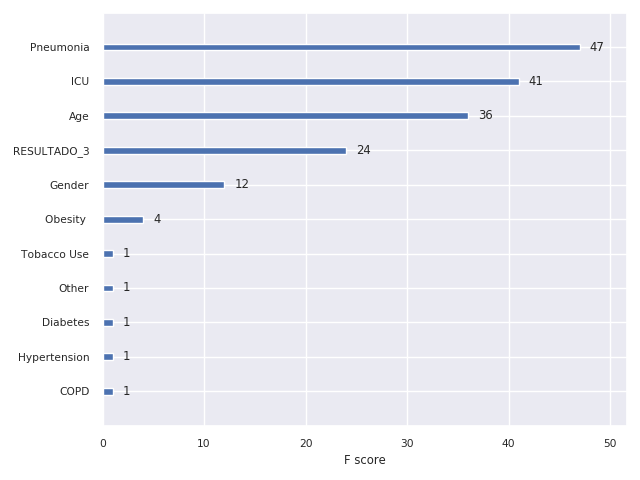 Pneumonia 47
ICU 41
Age 36
RESULTADO_3 24
Gender 12
Obesity 4
Tobacco Use 1
Other 1
Diabetes 1
Hypertension 1
COPD 1
0 10 20 30 40 50
F score